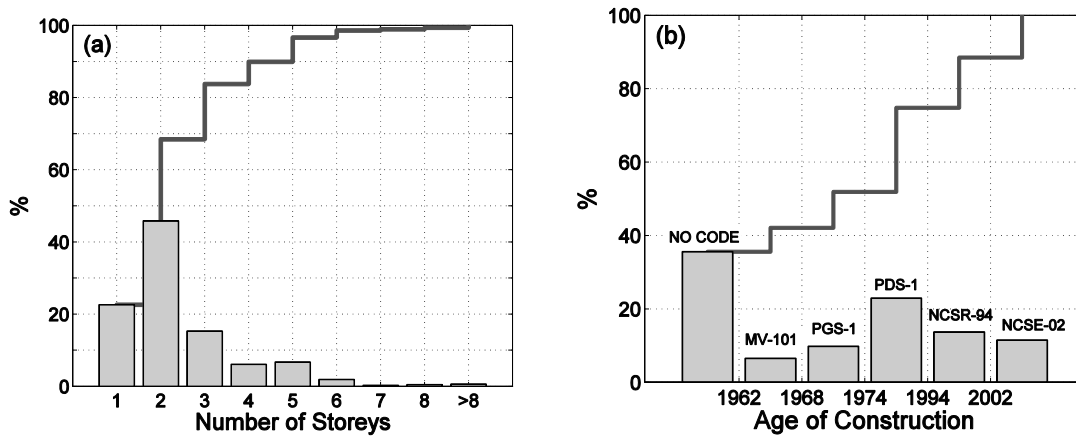 (a)
%
100
80
60
40
20
0
1 2 3 4 5 6 7 8 >8
Number of Storeys
(b)
%
100
80
60
40
20
0
NO CODE
MV-101
PGS-1
PDS-1
NCSR-94
NCSE-02
1962 1968 1974 1994 2002
Age of Construction